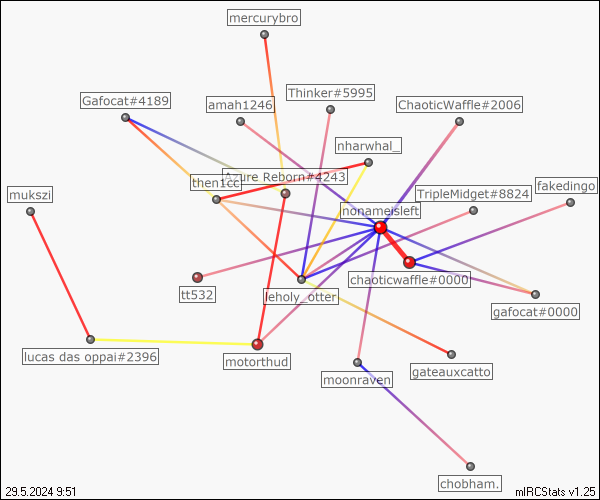 mercurybro
Thinker#5995
Gafocat#4189
amah1246
ChaoticWaffle#2006
nharwhal_
Azure Reborn#4243
then1cc
fakedingo
mukszi
TripleMidget#8824
nonameisleft
chaoticwaffle#0000
tt532
leholy_otter
gafocat#0000
lucas das oppai#2396
motorthud
gateauxcatto
moonraven
chobham.
29.5.2024 9:51
mIRCStats v1.25